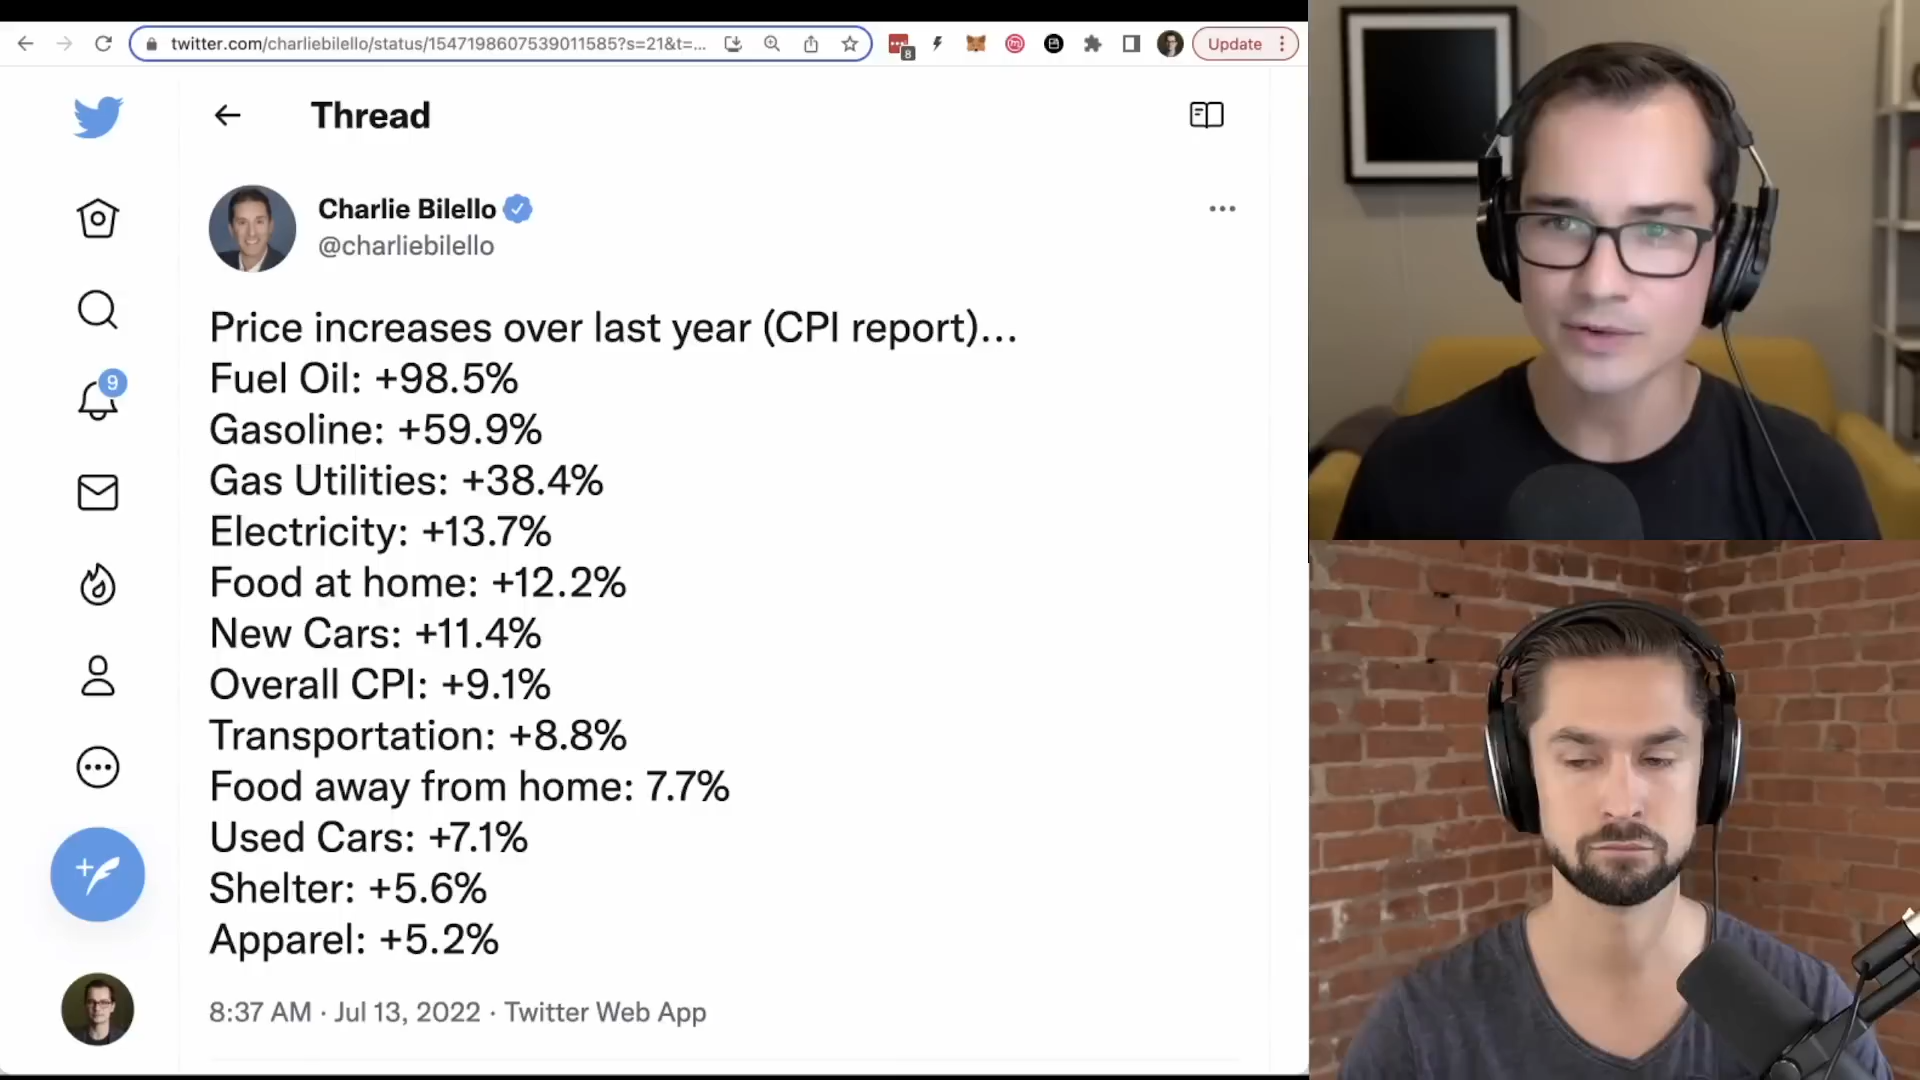 twitter.com/charliebilello/status/1547198607539011585?s=21&t=...
8
Update
Thread
Charlie Bilello
@charliebilello
9
Price increases over last year (CPI report)...
Fuel Oil: +98.5%
Gasoline: +59.9%
Gas Utilities: +38.4%
Electricity: +13.7%
Food at home: +12.2%
New Cars: +11.4%
Overall CPI: +9.1%
Transportation: +8.8%
Food away from home: 7.7%
Used Cars: +7.1%
Shelter: +5.6%
Apparel: +5.2%
8:37 AM · Jul 13, 2022 · Twitter Web App